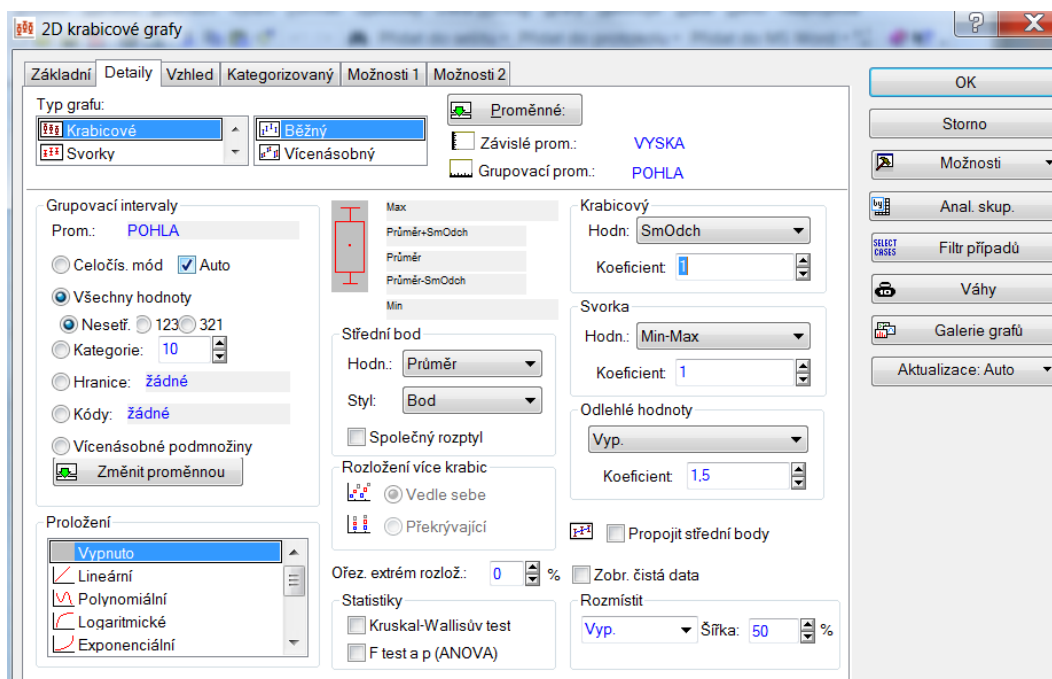 2D krabicové grafy
Základní Detaily Vzhled Kategorizovaný Možnosti 1 Možnosti 2
Typ grafu:
Krabicové
Svorky
Běžný
Vícenásobný
Proměnné:
Závislé prom.: VYSKA
Grupovací prom.: POHLA
Grupovací intervaly
Prom.: POHLA
Celočís. mód Auto
Všechny hodnoty
Nesetř. 123 321
Kategorie: 10
Hranice: žádné
Kódy: žádné
Vícenásobné podmnožiny
Změnit proměnnou
Proložení
Vypnuto
Lineární
Polynomiální
Logaritmické
Exponenciální
Max
Průměr+SmOdch
Průměr
Průměr-SmOdch
Min
Střední bod
Hodn.: Průměr
Styl: Bod
Společný rozptyl
Rozložení více krabic
Vedle sebe
Překrývající
Ořez. extrém rozlož.: 0 %
Statistiky
Kruskal-Wallisův test
F test a p (ANOVA)
Krabicový
Hodn: SmOdch
Koeficient: 1
Svorka
Hodn.: Min-Max
Koeficient: 1
Odlehlé hodnoty
Vyp.
Koeficient: 1,5
Propojit střední body
Zobr. čistá data
Rozmístit
Vyp. Šířka: 50 %
OK
Storno
Možnosti
Anal. skup.
SELECT CASES Filtr případů
Váhy
Galerie grafů
Aktualizace: Auto